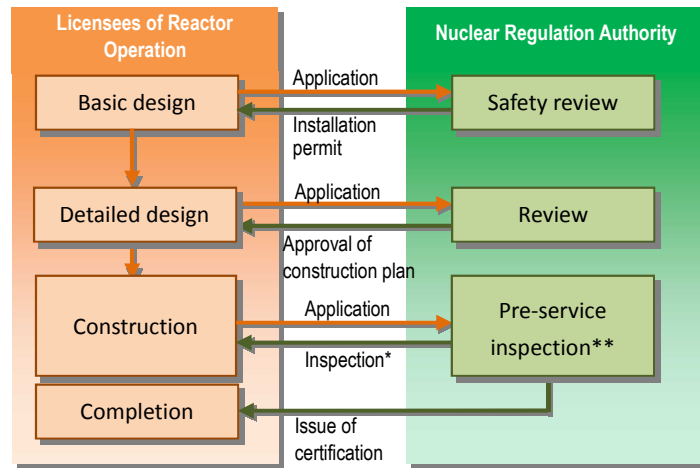 Licensees of Reactor
Operation
Nuclear Regulation Authority
Basic design
Application
Installation
permit
Safety review
Detailed design
Application
Approval of
construction plan
Review
Construction
Application
Inspection*
Pre-service
inspection**
Completion
Issue of
certification